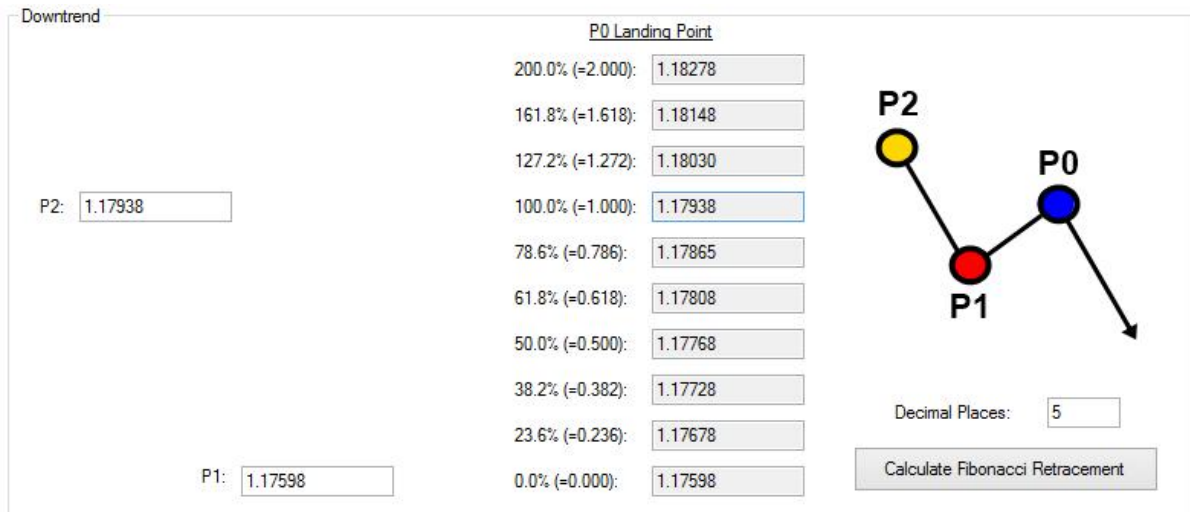 Downtrend
P0 Landing Point
200.0% (=2.000): 1.18278
161.8% (=1.618): 1.18148
127.2% (=1.272): 1.18030
P2: 1.17938 100.0% (=1.000): 1.17938
78.6% (=0.786): 1.17865
61.8% (=0.618): 1.17808
50.0% (=0.500): 1.17768
38.2% (=0.382): 1.17728
23.6% (=0.236): 1.17678
P1: 1.17598 0.0% (=0.000): 1.17598
P2
P0
P1
Decimal Places: 5
Calculate Fibonacci Retracement